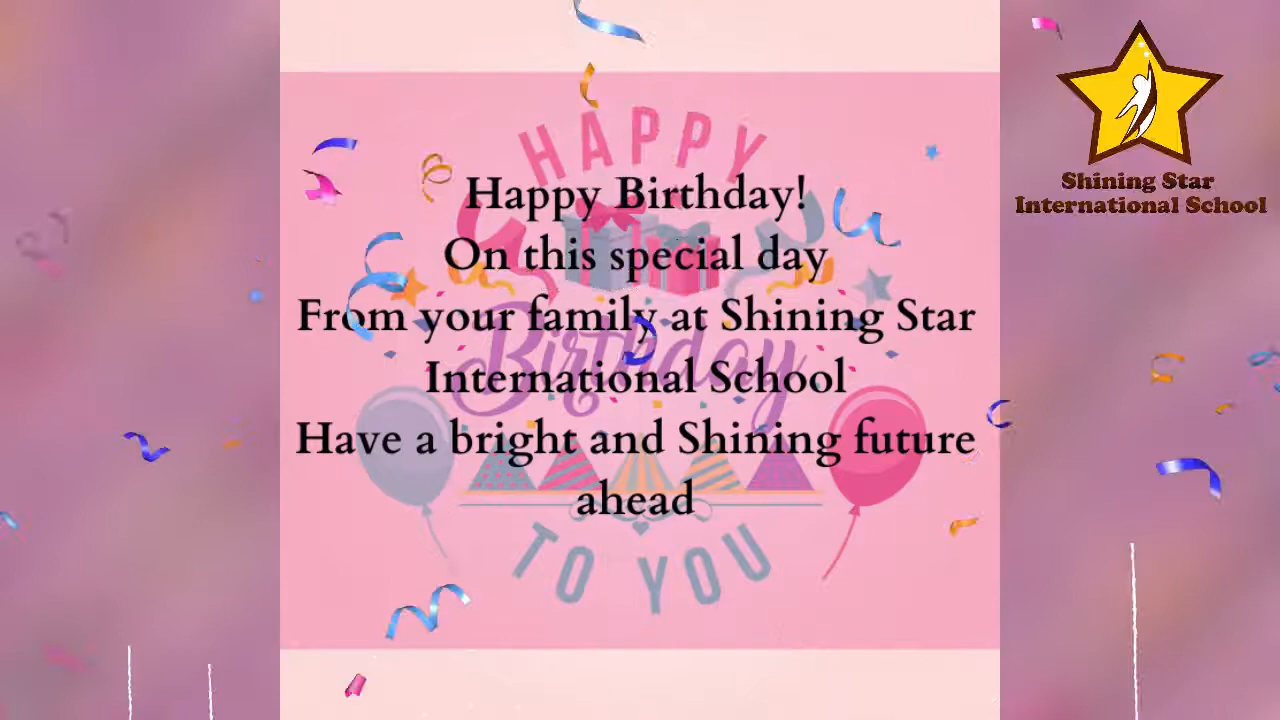 HAPPY
Happy Birthday!
On this special day
From your family at Shining Star
International School
Birthday
Have a bright and Shining future
ahead
TO YOU
Shining Star
International School